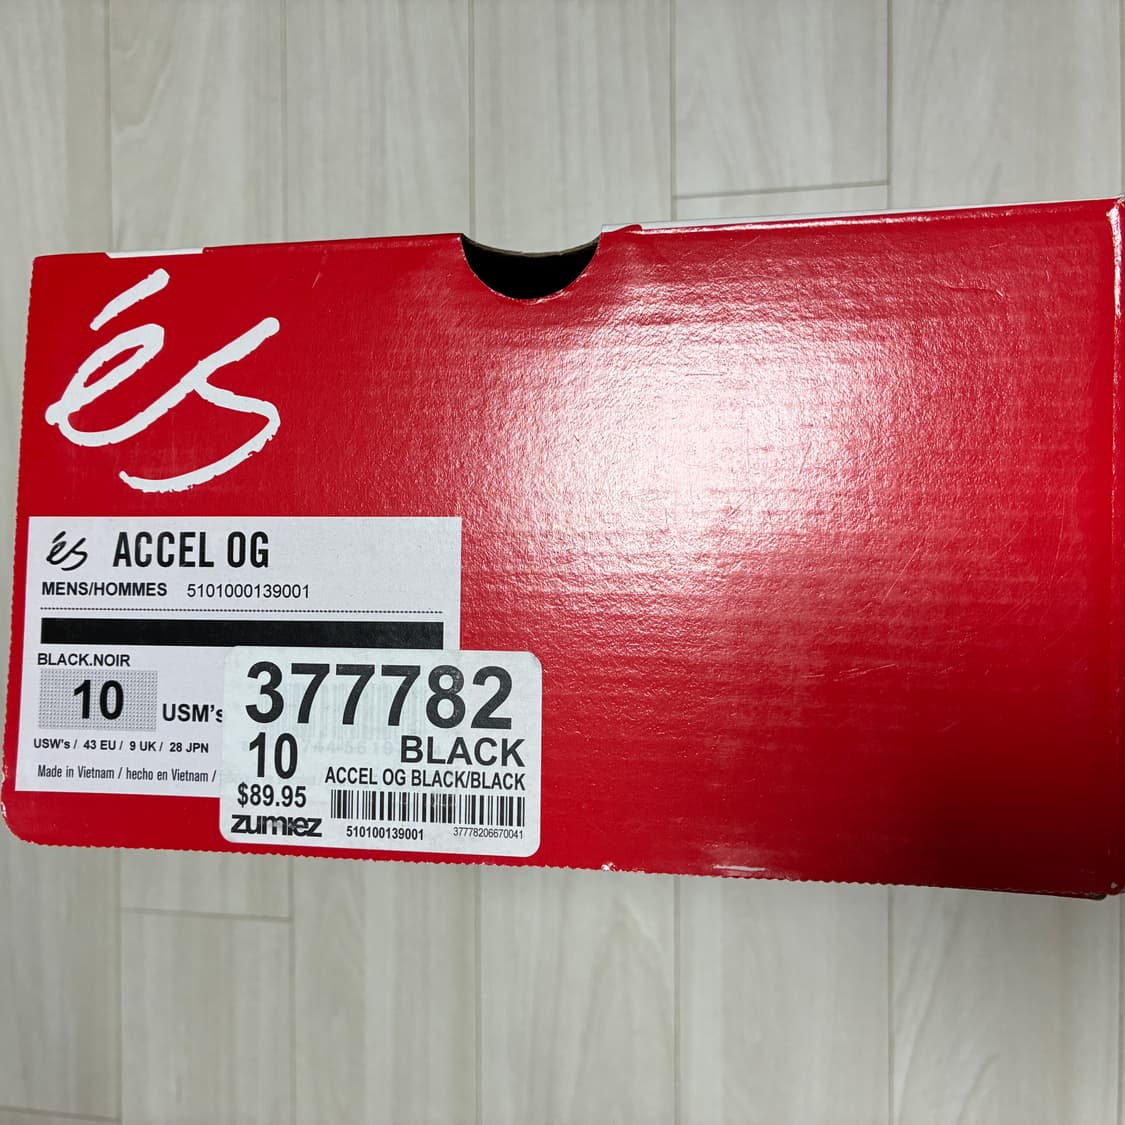 és
és ACCEL OG
MENS/HOMMES 5101000139001
BLACK.NOIR
10 USM's
USW's / 43 EU / 9 UK / 28 JPN
Made in Vietnam / hecho en Vietnam /
377782
10 BLACK
ACCEL OG BLACK/BLACK
$89.95
zumiez 510100139001 37778206670041